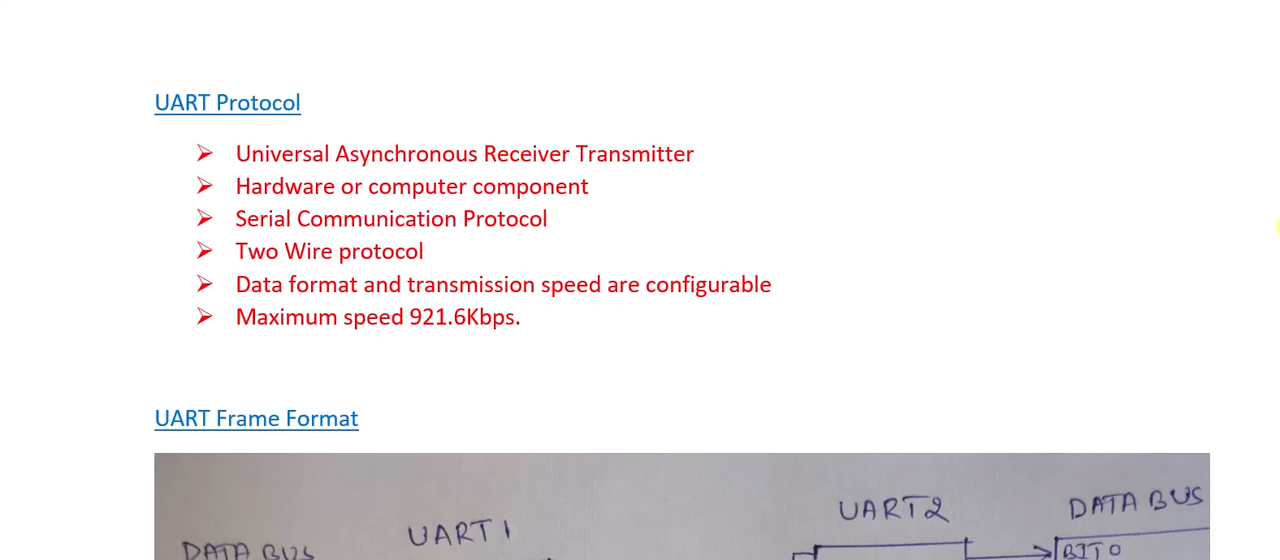 UART Protocol
Universal Asynchronous Receiver Transmitter
Hardware or computer component
Serial Communication Protocol
Two Wire protocol
Data format and transmission speed are configurable
Maximum speed 921.6Kbps.
UART Frame Format
UART2
DATA BUS
UART1
DATA BUS
BIT0